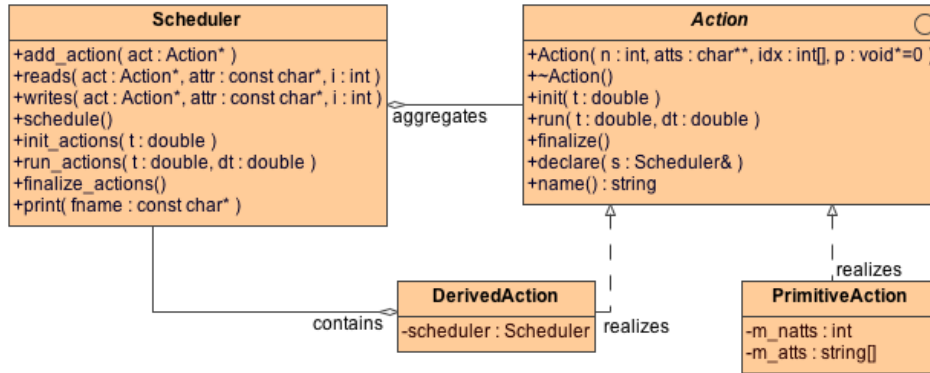 Scheduler
+add_action( act : Action* )
+reads( act : Action*, attr : const char*, i : int )
+writes( act : Action*, attr : const char*, i : int )
+schedule()
+init_actions( t : double )
+run_actions( t : double, dt : double )
+finalize_actions()
+print( fname : const char* )
aggregates
Action
+Action( n : int, atts : char**, idx : int[], p : void*=0 )
+~Action()
+init( t : double )
+run( t : double, dt : double )
+finalize()
+declare( s : Scheduler& )
+name() : string
contains
DerivedAction
-scheduler : Scheduler
realizes
realizes
PrimitiveAction
-m_natts : int
-m_atts : string[]